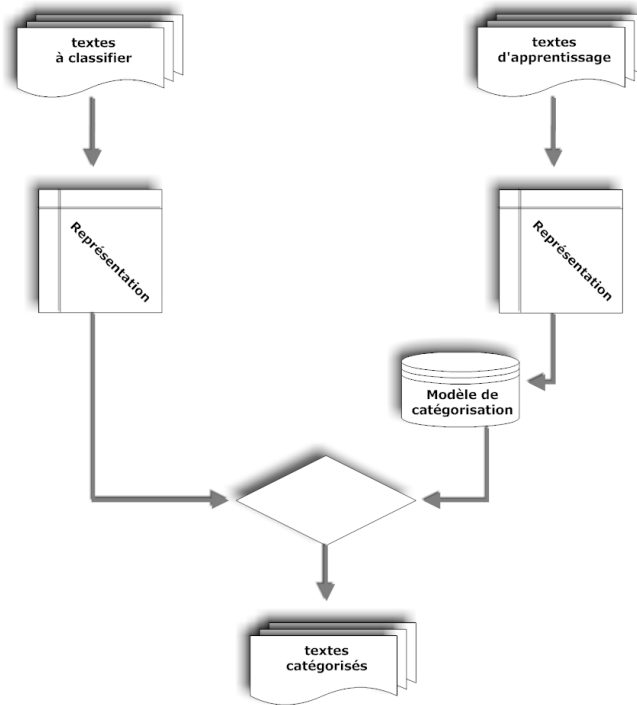 textes
à classifier
textes
d'apprentissage
Représentation
Représentation
Modèle de
catégorisation
textes
catégorisés